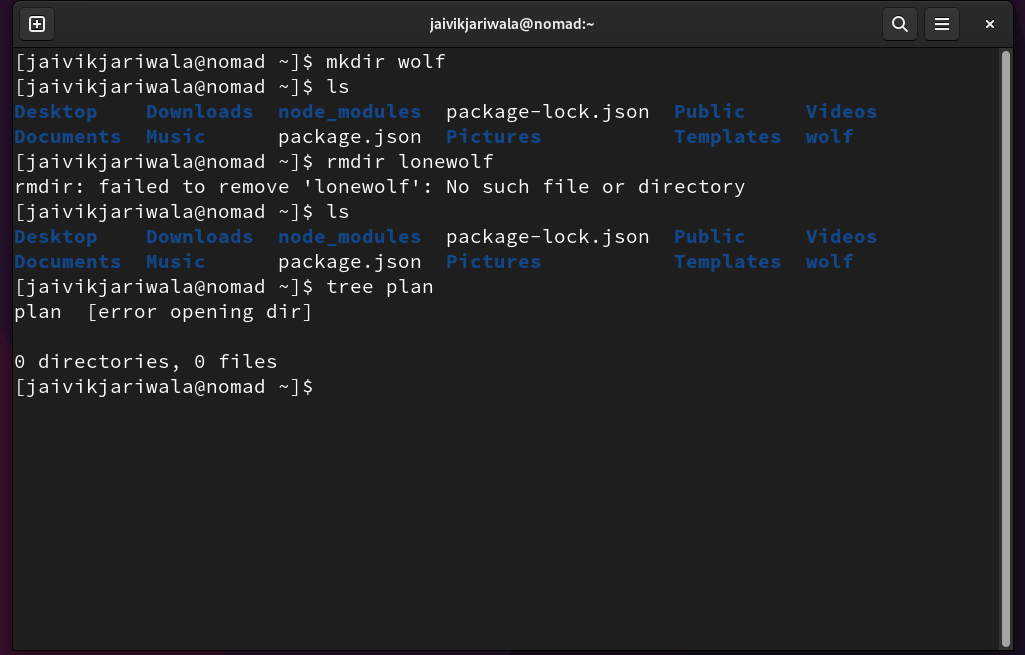 jaivikjariwala@nomad:~
[jaivikjariwala@nomad ~]$ mkdir wolf
[jaivikjariwala@nomad ~]$ ls
Desktop    Downloads  node_modules  package-lock.json  Public     Videos
Documents  Music      package.json  Pictures           Templates  wolf
[jaivikjariwala@nomad ~]$ rmdir lonewolf
rmdir: failed to remove 'lonewolf': No such file or directory
[jaivikjariwala@nomad ~]$ ls
Desktop    Downloads  node_modules  package-lock.json  Public     Videos
Documents  Music      package.json  Pictures           Templates  wolf
[jaivikjariwala@nomad ~]$ tree plan
plan  [error opening dir]
0 directories, 0 files
[jaivikjariwala@nomad ~]$